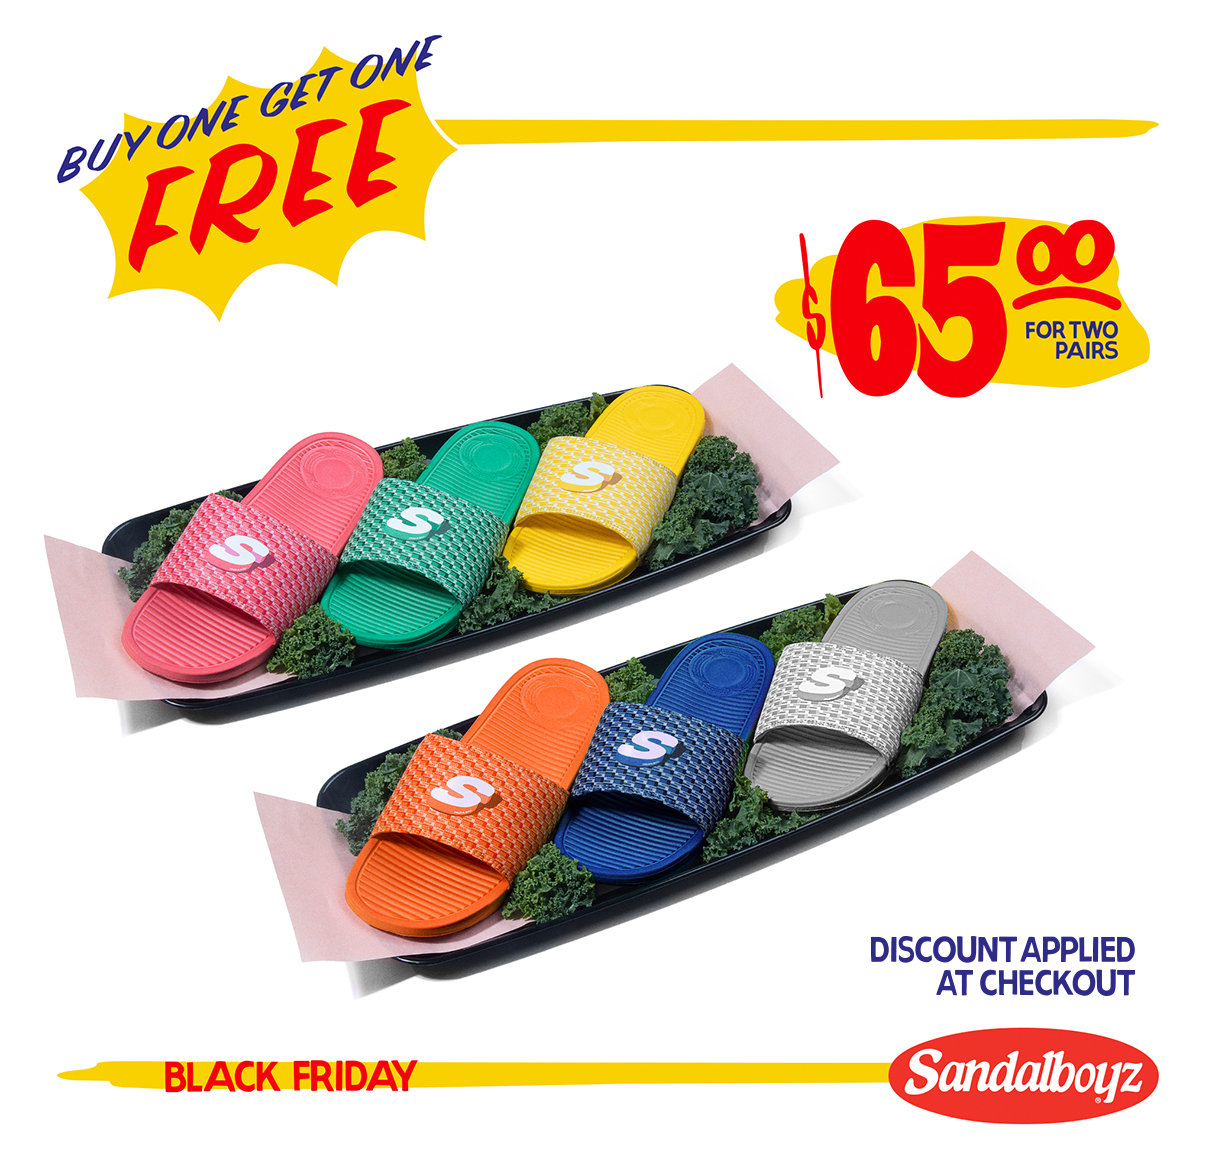 BUY ONE GET ONE
FREE
$65.00
FOR TWO
PAIRS
S
S
S
S
S
S
DISCOUNT APPLIED
AT CHECKOUT
BLACK FRIDAY
Sandalboyz®